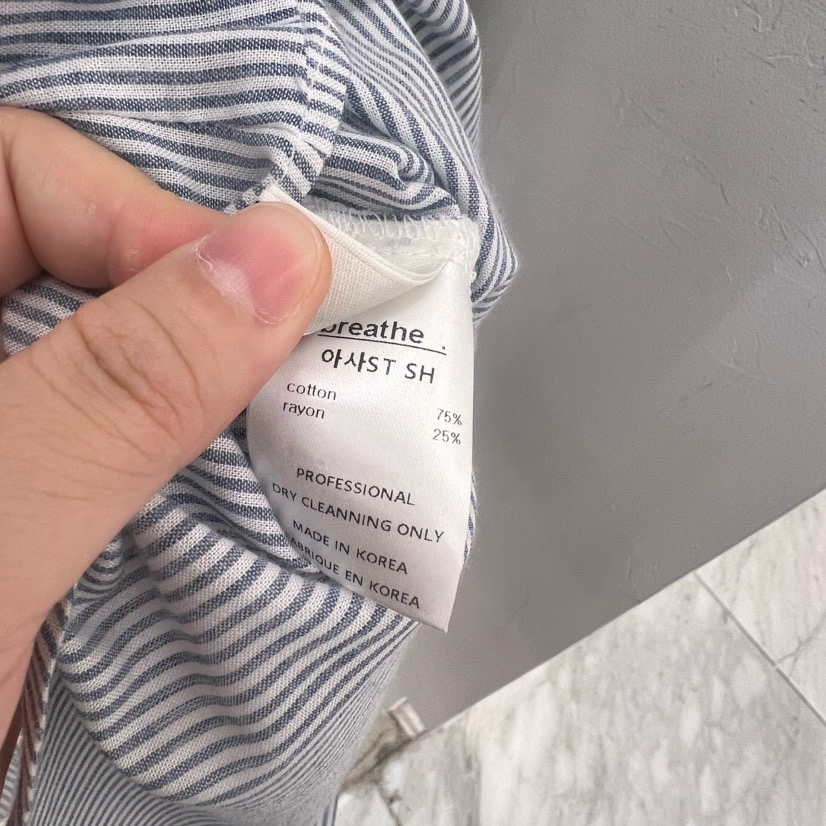 breathe .
아사ST SH
cotton 75%
rayon 25%
PROFESSIONAL
DRY CLEANNING ONLY
MADE IN KOREA
FABRIQUE EN KOREA